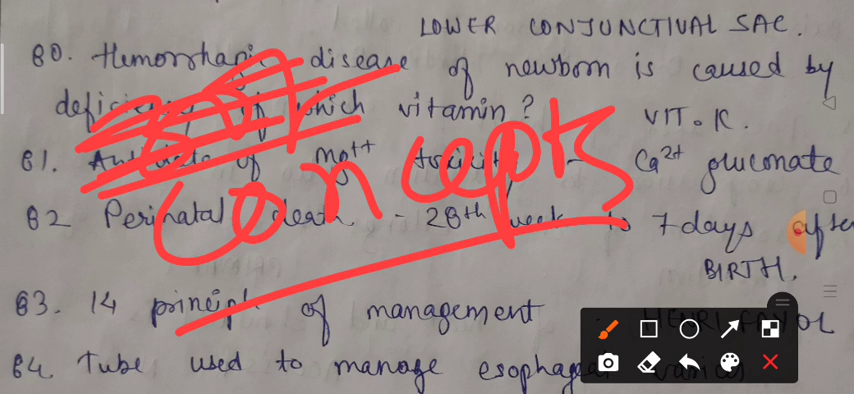 LOWER CONJUNCTIVAL SAC.
80. Hemorrhagic disease of newborn is caused by
deficiency of which vitamin? VIT. K.
81. Antidote of Mg++ toxicity - Ca2+ gluconate
82 Perinatal death - 28th week to 7 days after
BIRTH.
concepts
83. 14 principl of management - HENRI FAYOL
84. Tube used to manage esophageal varices